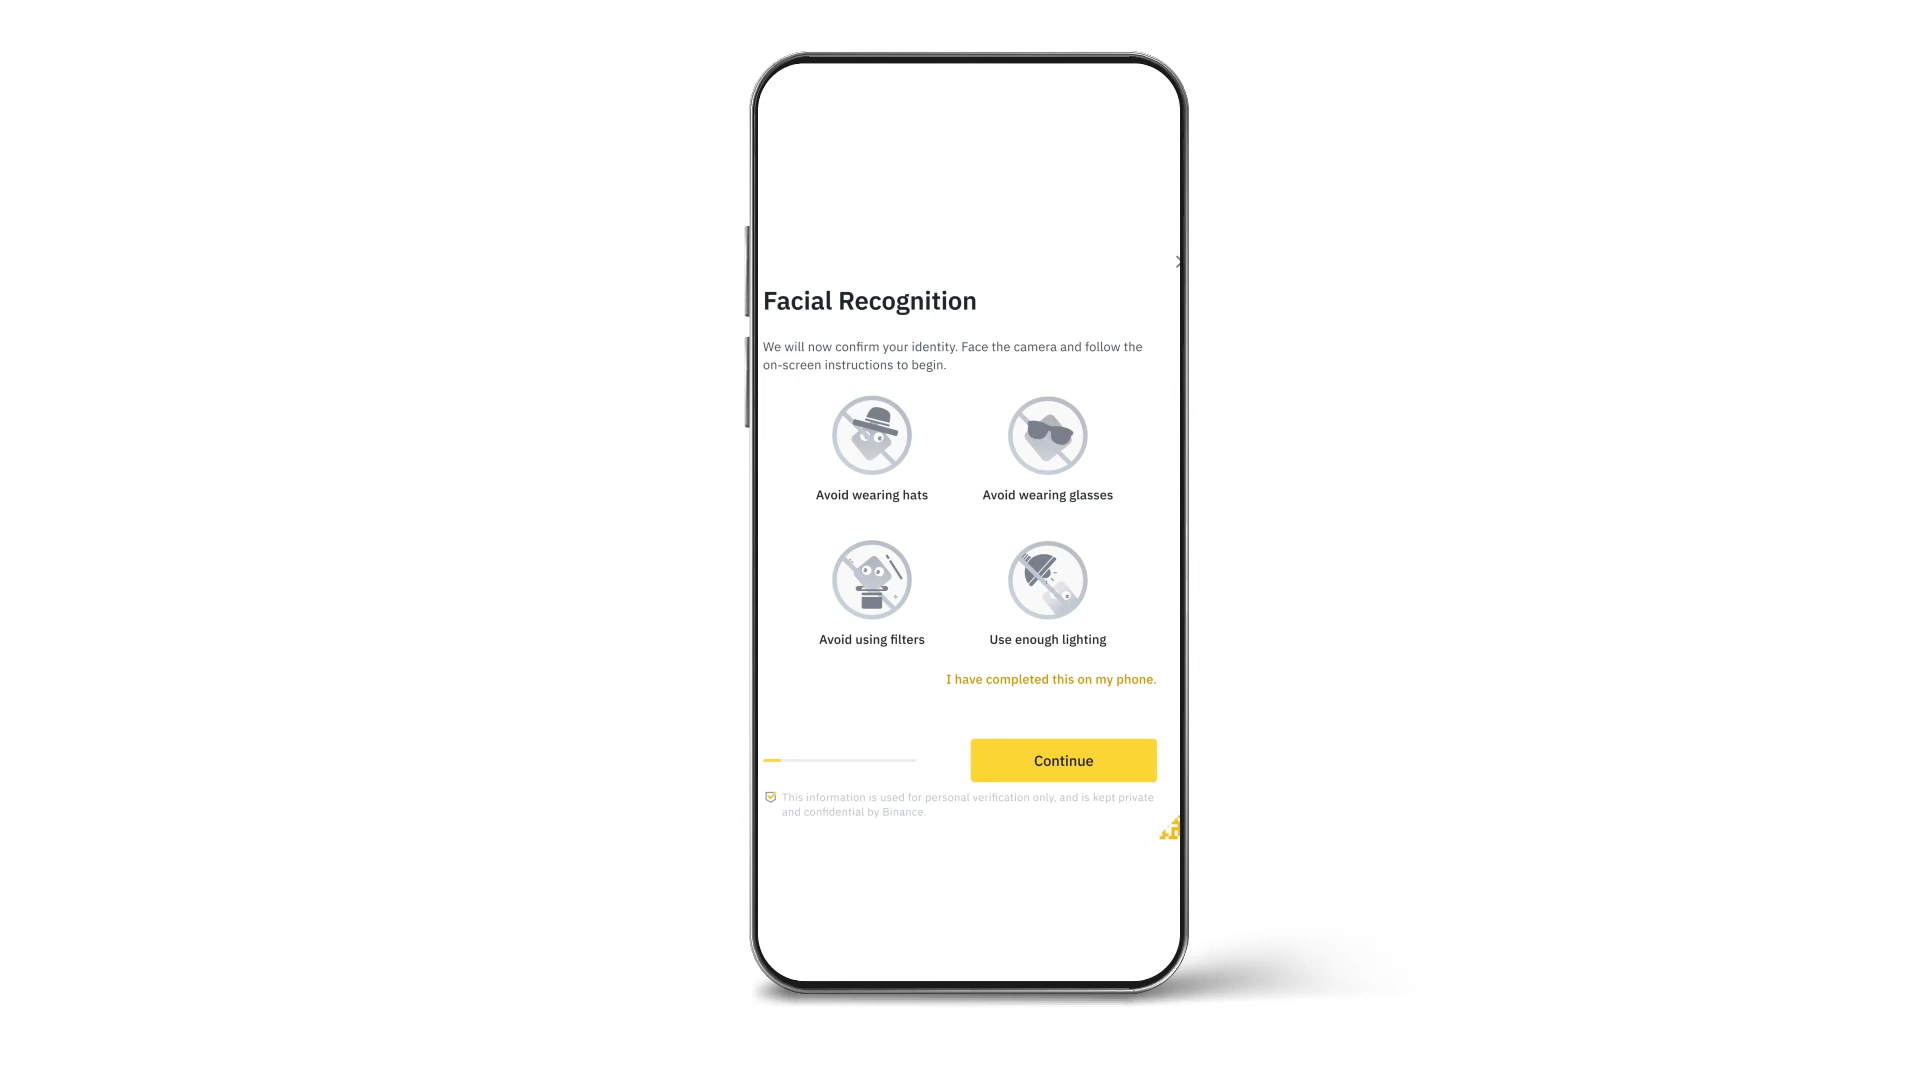 Facial Recognition
We will now confirm your identity. Face the camera and follow the
on-screen instructions to begin.
Avoid wearing hats
Avoid wearing glasses
Avoid using filters
Use enough lighting
I have completed this on my phone.
Continue
This information is used for personal verification only, and is kept private
and confidential by Binance.